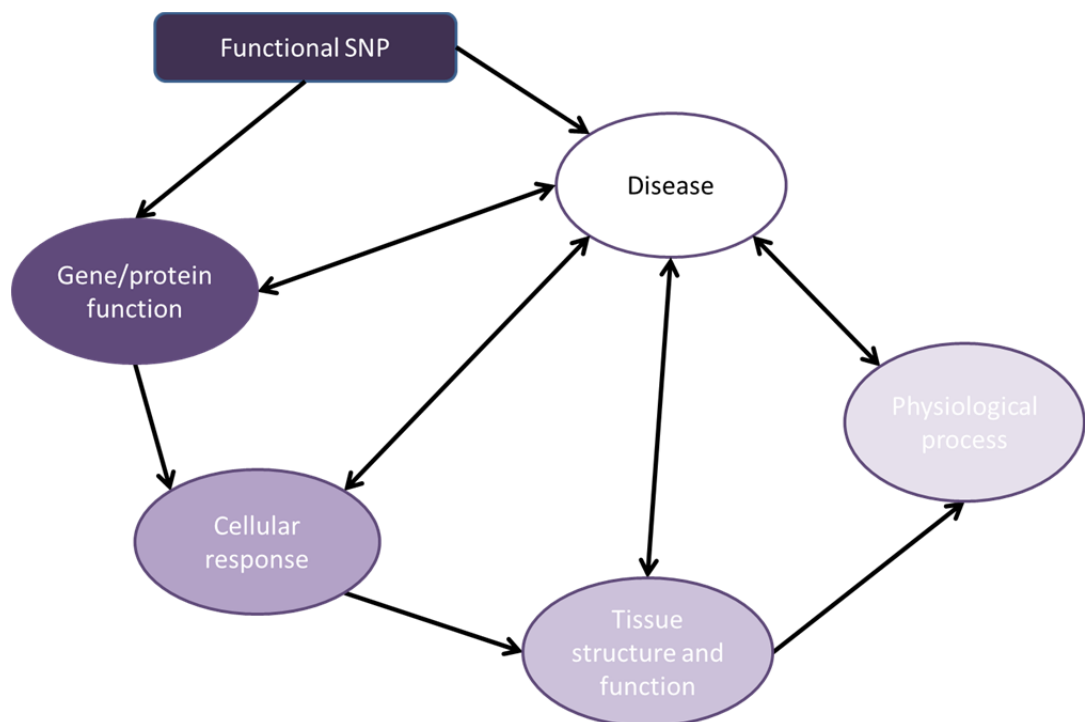 Functional SNP
Disease
Gene/protein
function
Physiological
process
Cellular
response
Tissue
structure and
function